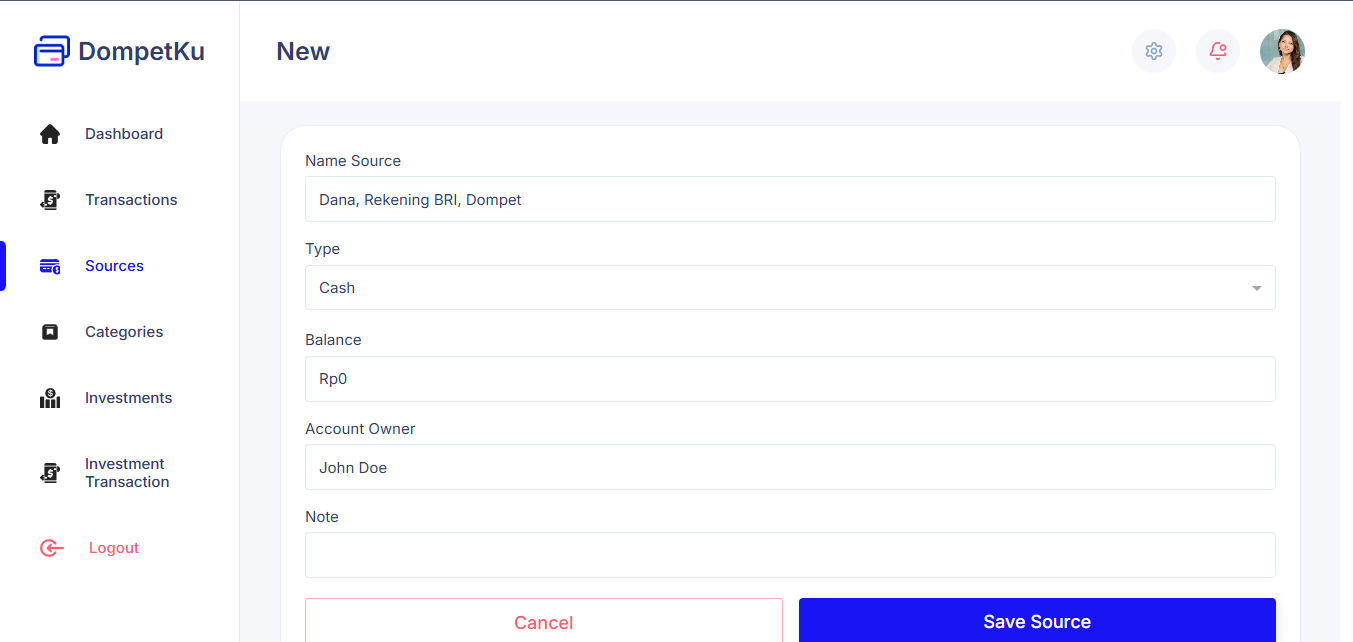 DompetKu
New
Dashboard
Transactions
Sources
Categories
Investments
Investment
Transaction
Logout
Name Source
Dana, Rekening BRI, Dompet
Type
Cash
Balance
Rp0
Account Owner
John Doe
Note
Cancel
Save Source